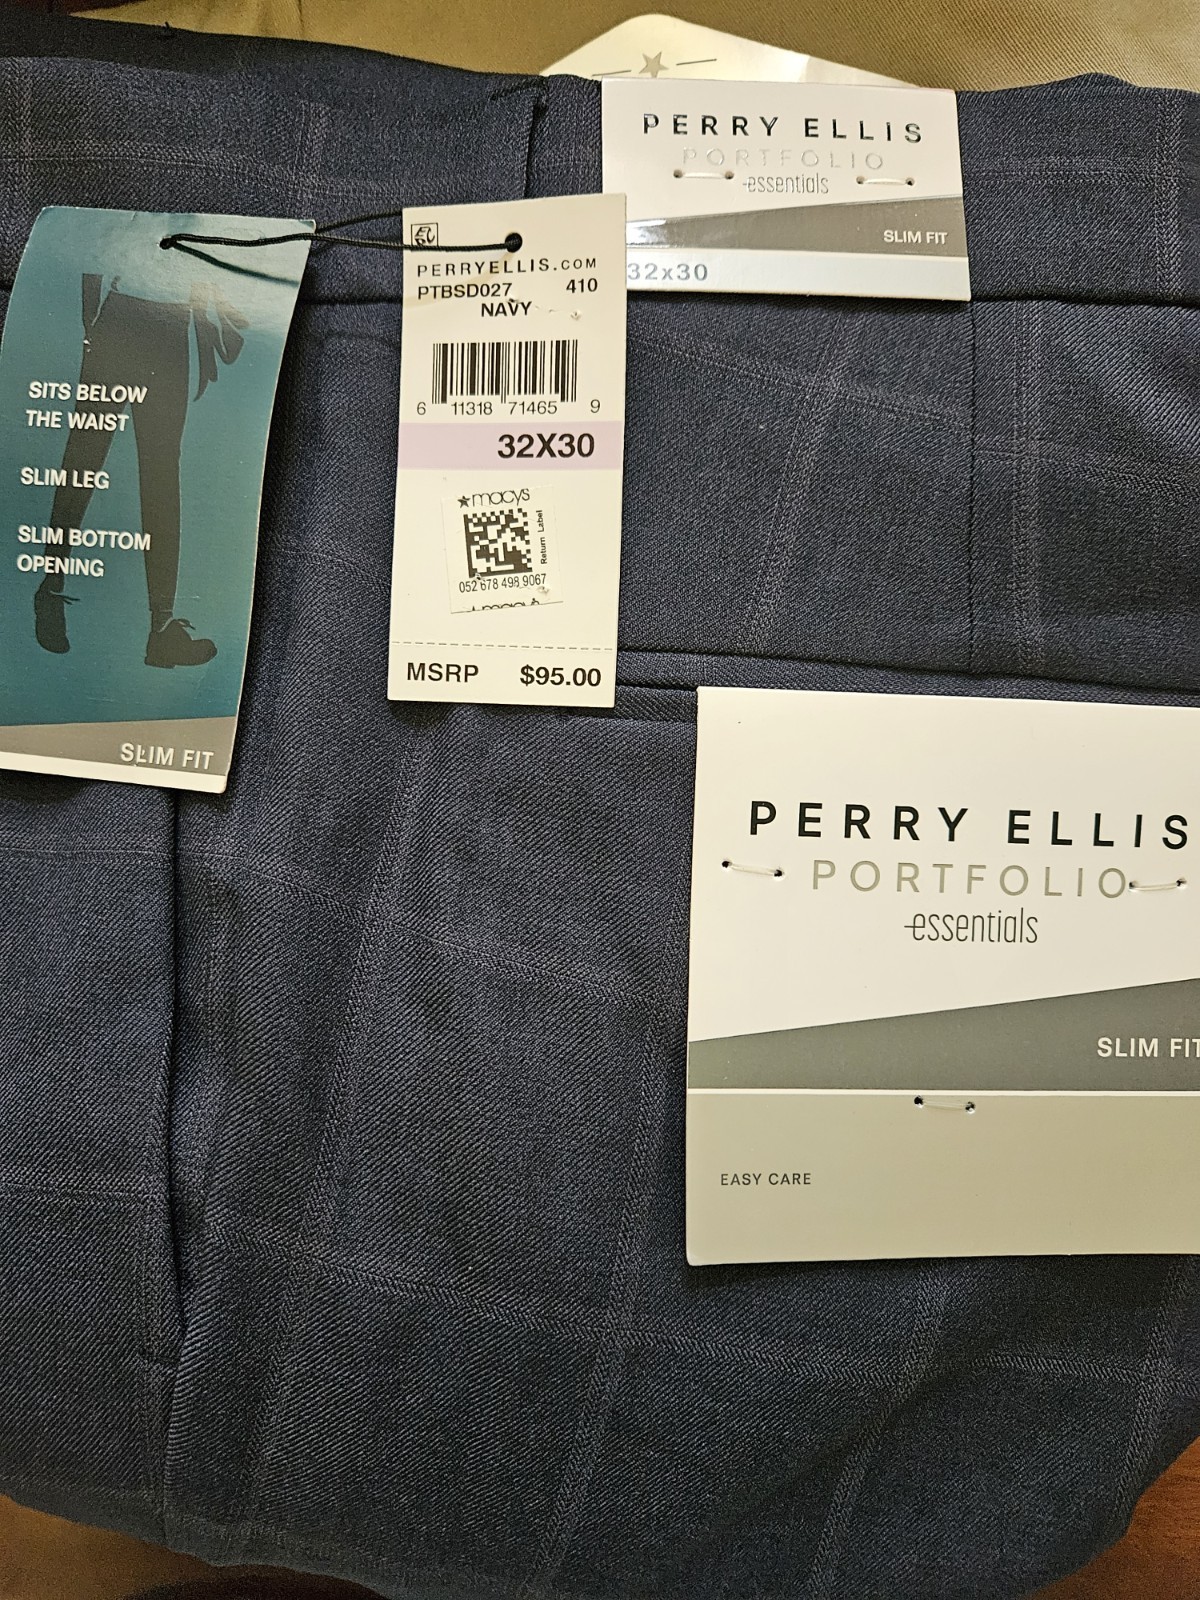 PERRY ELLIS
PORTFOLIO
essentials
SLIM FIT
32x30
PERRYELLIS.COM
PTBSD027 410
NAVY
6 11318 71465 9
32X30
macys
Return Label
052 678 498 9067
MSRP $95.00
SITS BELOW
THE WAIST
SLIM LEG
SLIM BOTTOM
OPENING
SLIM FIT
PERRY ELLIS
PORTFOLIO
essentials
SLIM FIT
EASY CARE